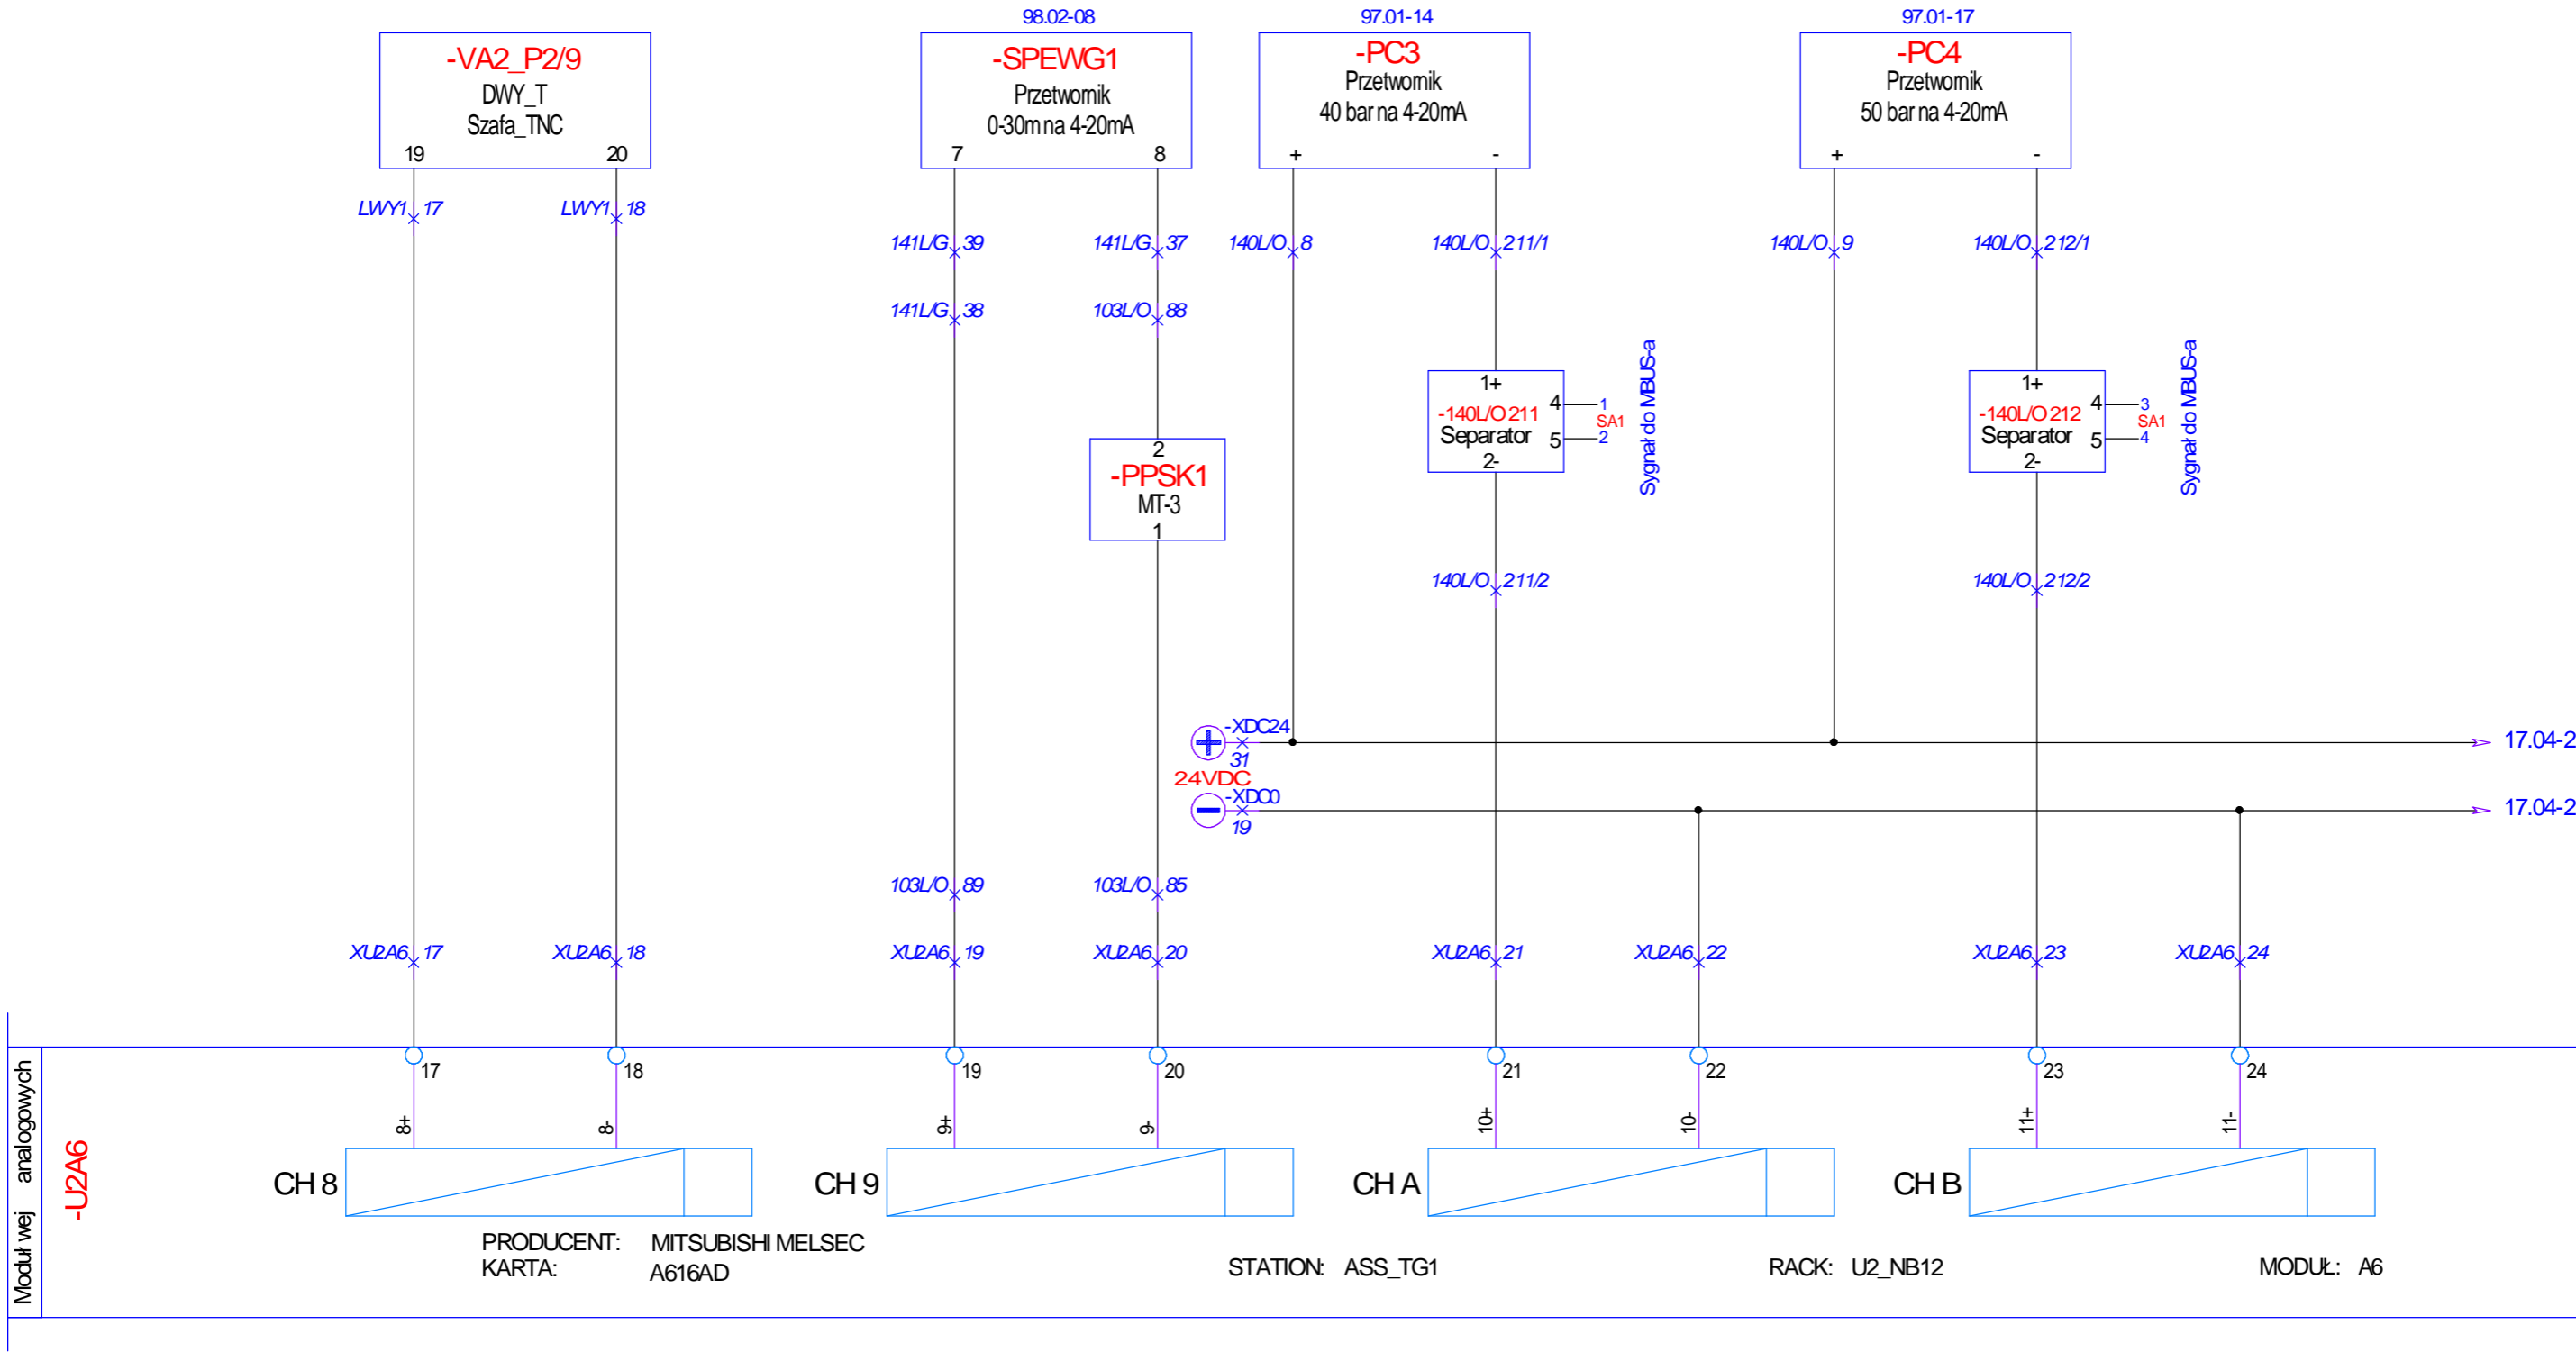 98.02-08
97.01-14
97.01-17
-VA2_P2/9
DWY_T
Szafa_TNC
19
20
-SPEWG1
Przetwornik
0-30m na 4-20mA
7
8
-PC3
Przetwornik
40 bar na 4-20mA
+
-
-PC4
Przetwornik
50 bar na 4-20mA
+
-
LWY1 17
LWY1 18
141L/G 39
141L/G 37
140L/O 8
140L/O 211/1
140L/O 9
140L/O 212/1
141L/G 38
103L/O 88
1+
-140L/O 211
Separator
2-
4
5
1
SA1
2
Sygnał do MBUS-a
1+
-140L/O 212
Separator
2-
4
5
3
SA1
4
Sygnał do MBUS-a
2
-PPSK1
MT-3
1
140L/O 211/2
140L/O 212/2
-XDC24
31
17.04-2
24VDC
-XDC0
19
17.04-2
103L/O 89
103L/O 85
XU2A6 17
XU2A6 18
XU2A6 19
XU2A6 20
XU2A6 21
XU2A6 22
XU2A6 23
XU2A6 24
17
18
19
20
21
22
23
24
8+
8-
9+
9-
10+
10-
11+
11-
Moduł wej analogowych
-U2A6
CH 8
CH 9
CH A
CH B
PRODUCENT: MITSUBISHI MELSEC
KARTA: A616AD
STATION: ASS_TG1
RACK: U2_NB12
MODUŁ: A6